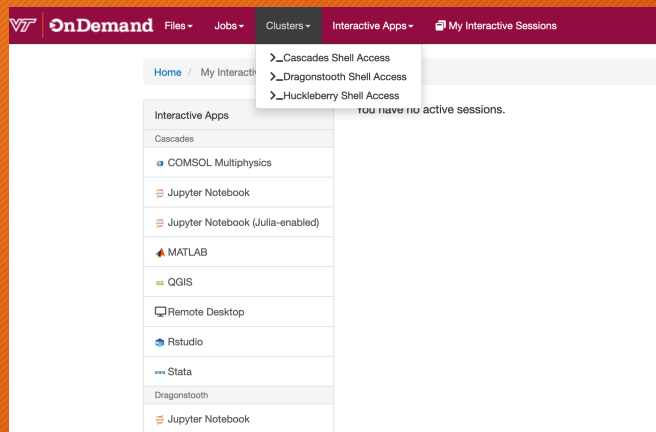 VT OnDemand Files Jobs Clusters Interactive Apps My Interactive Sessions
>_Cascades Shell Access
>_Dragonstooth Shell Access
>_Huckleberry Shell Access
Home / My Interacti
You have no active sessions.
Interactive Apps
Cascades
COMSOL Multiphysics
Jupyter Notebook
Jupyter Notebook (Julia-enabled)
MATLAB
QGIS
Remote Desktop
Rstudio
Stata
Dragonstooth
Jupyter Notebook